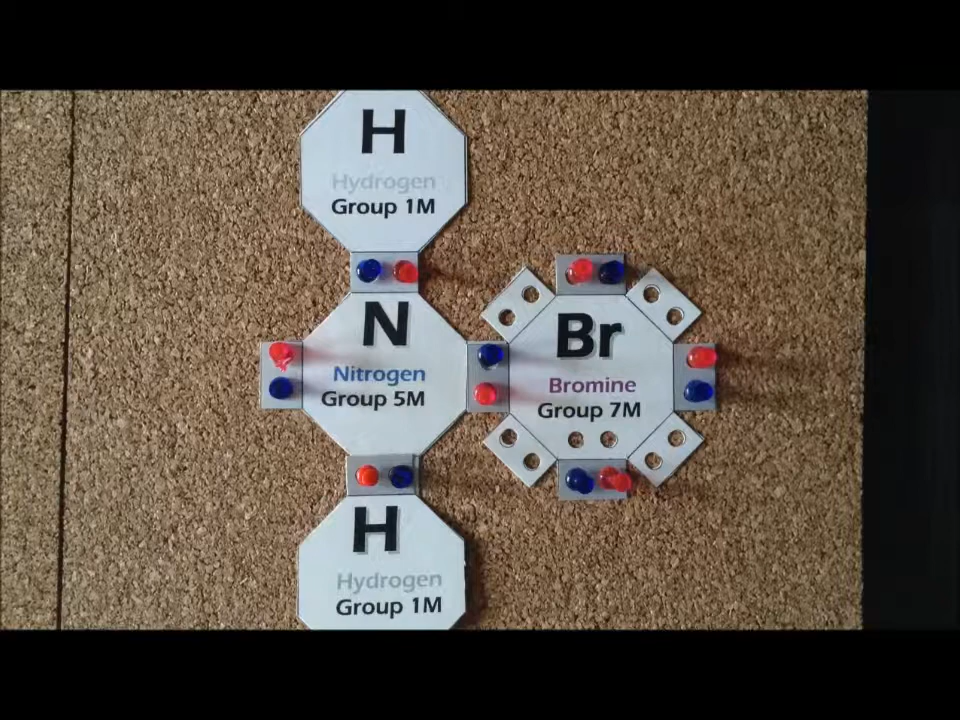 H
Hydrogen
Group 1M
N
Nitrogen
Group 5M
Br
Bromine
Group 7M
H
Hydrogen
Group 1M